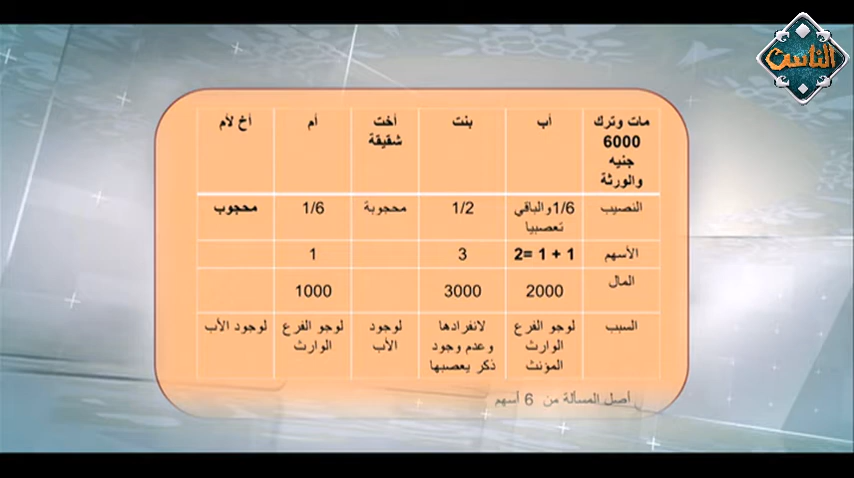 الناس
مات وترك
6000
جنيه
والورثة
أب
بنت
أخت
شقيقة
أم
أخ لأم
النصيب
1/6والباقي
تعصبيا
1/2
محجوبة
1/6
محجوب
الأسهم
1 + 1 =2
3
1
المال
2000
3000
1000
السبب
لوجو الفرع
الوارث
المؤنث
لانفرادها
وعدم وجود
ذكر يعصبها
لوجود
الأب
لوجو الفرع
الوارث
لوجود الأب
أصل المسألة من 6 أسهم